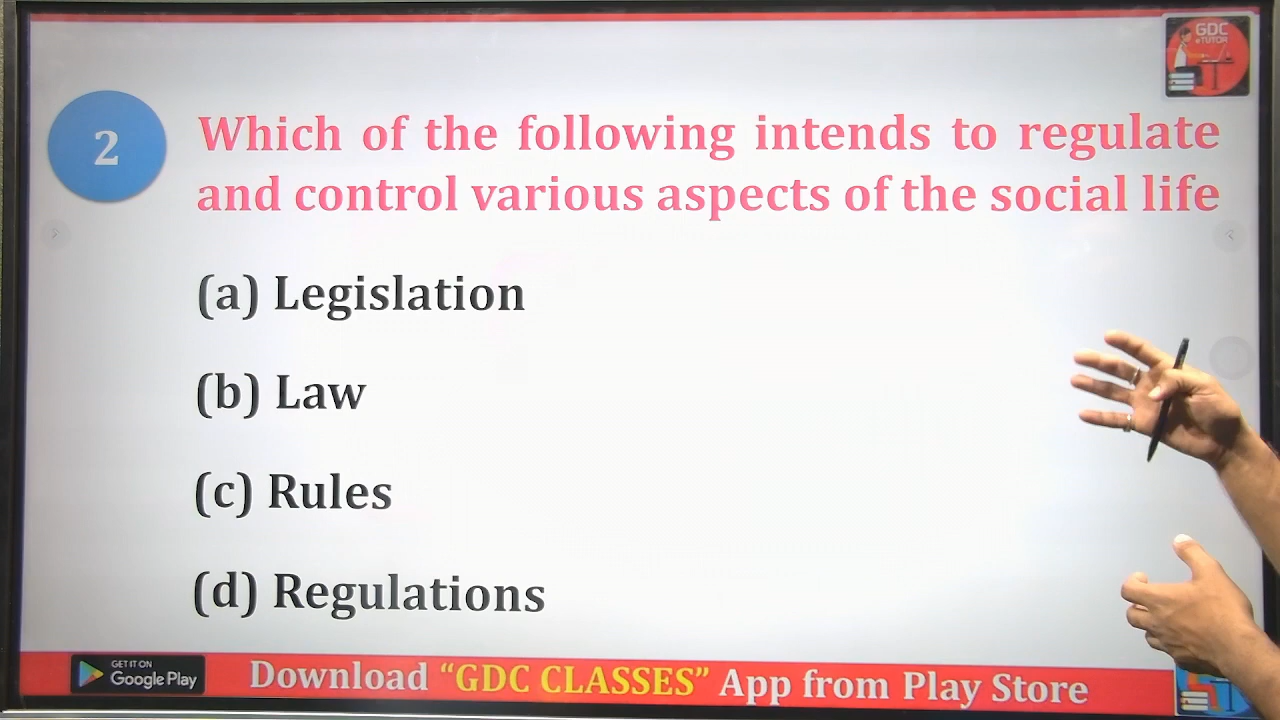 GDC
eTUTOR
2
Which of the following intends to regulate
and control various aspects of the social life
(a) Legislation
(b) Law
(c) Rules
(d) Regulations
GET IT ON
Google Play
Download “GDC CLASSES” App from Play Store